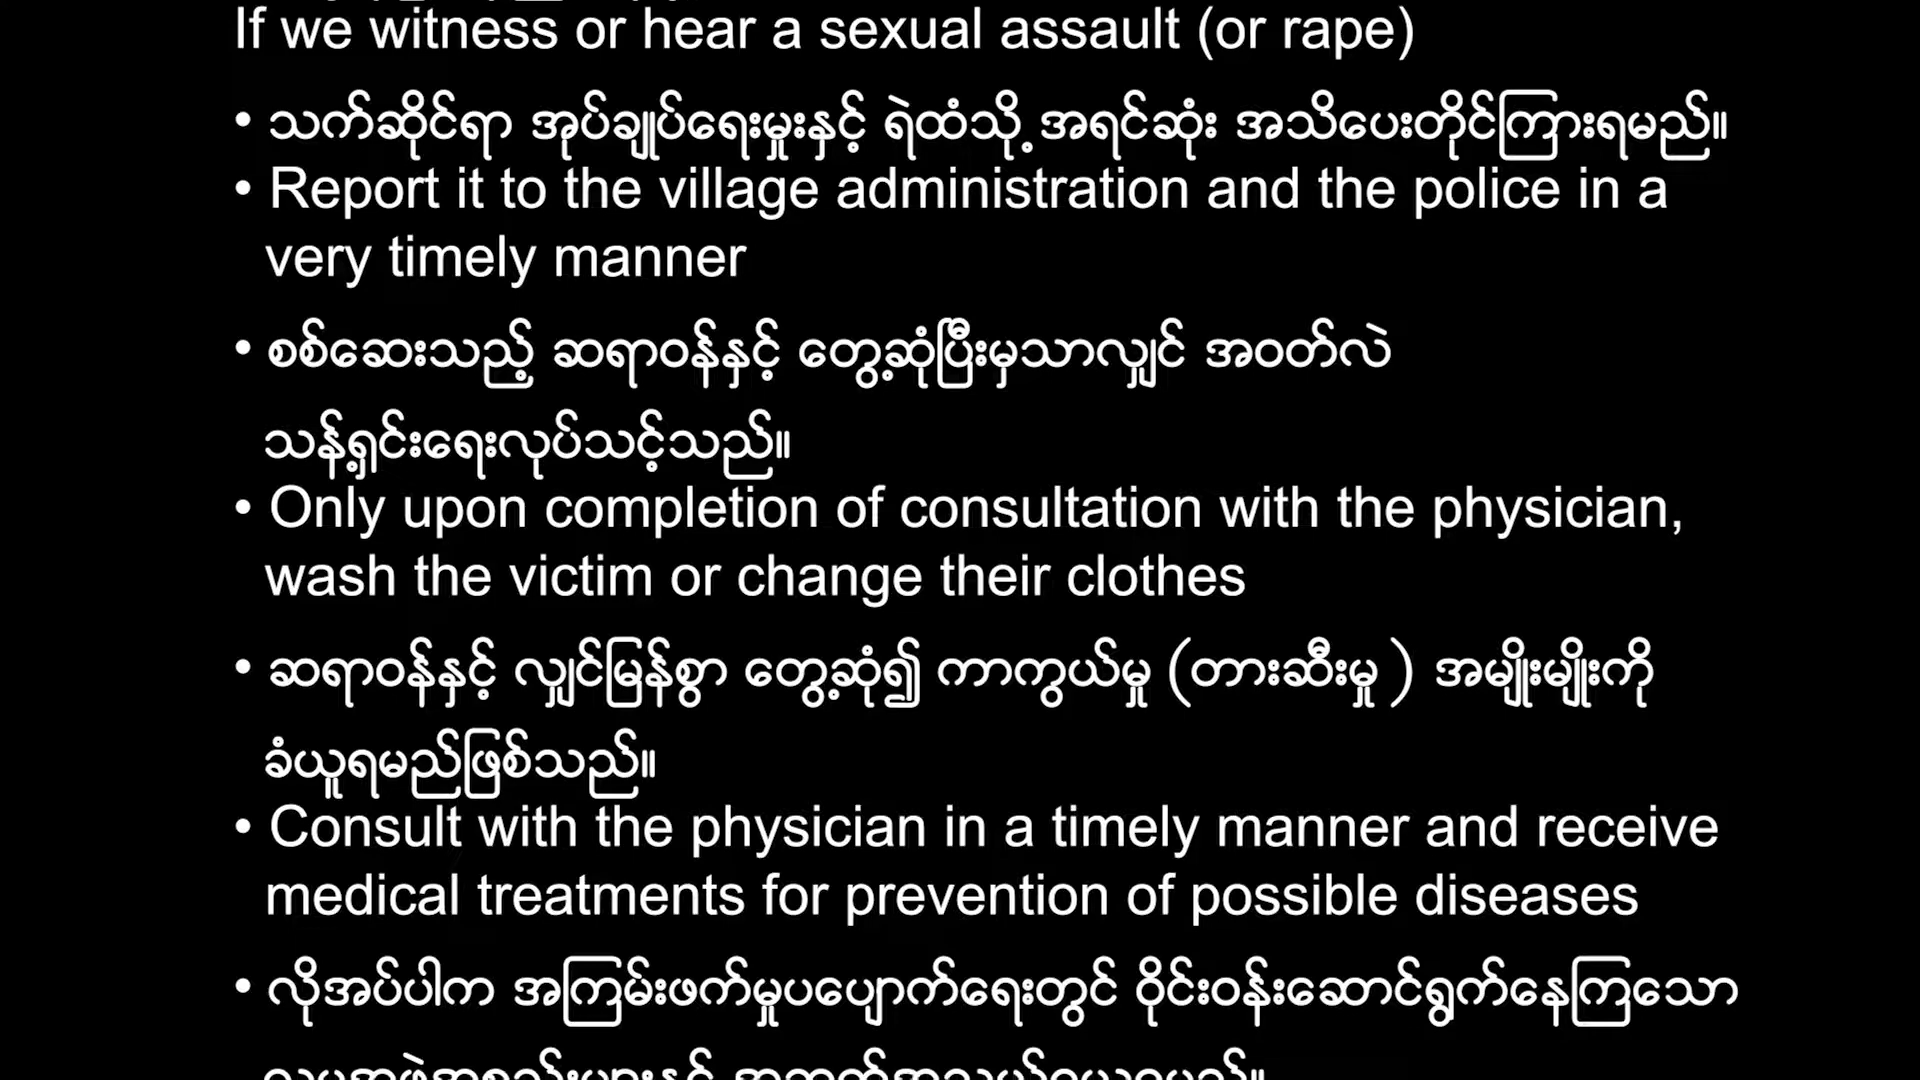 If we witness or hear a sexual assault (or rape)
• သက်ဆိုင်ရာ အုပ်ချုပ်ရေးမှူးနှင့် ရဲထံသို့ အရင်ဆုံး အသိပေးတိုင်ကြားရမည်။
• Report it to the village administration and the police in a
very timely manner
• စစ်ဆေးသည့် ဆရာဝန်နှင့် တွေ့ဆုံပြီးမှသာလျှင် အဝတ်လဲ
သန့်ရှင်းရေးလုပ်သင့်သည်။
• Only upon completion of consultation with the physician,
wash the victim or change their clothes
• ဆရာဝန်နှင့် လျှင်မြန်စွာ တွေ့ဆုံ၍ ကာကွယ်မှု (တားဆီးမှု ) အမျိုးမျိုးကို
ခံယူရမည်ဖြစ်သည်။
• Consult with the physician in a timely manner and receive
medical treatments for prevention of possible diseases
• လိုအပ်ပါက အကြမ်းဖက်မှုပပျောက်ရေးတွင် ဝိုင်းဝန်းဆောင်ရွက်နေကြသော